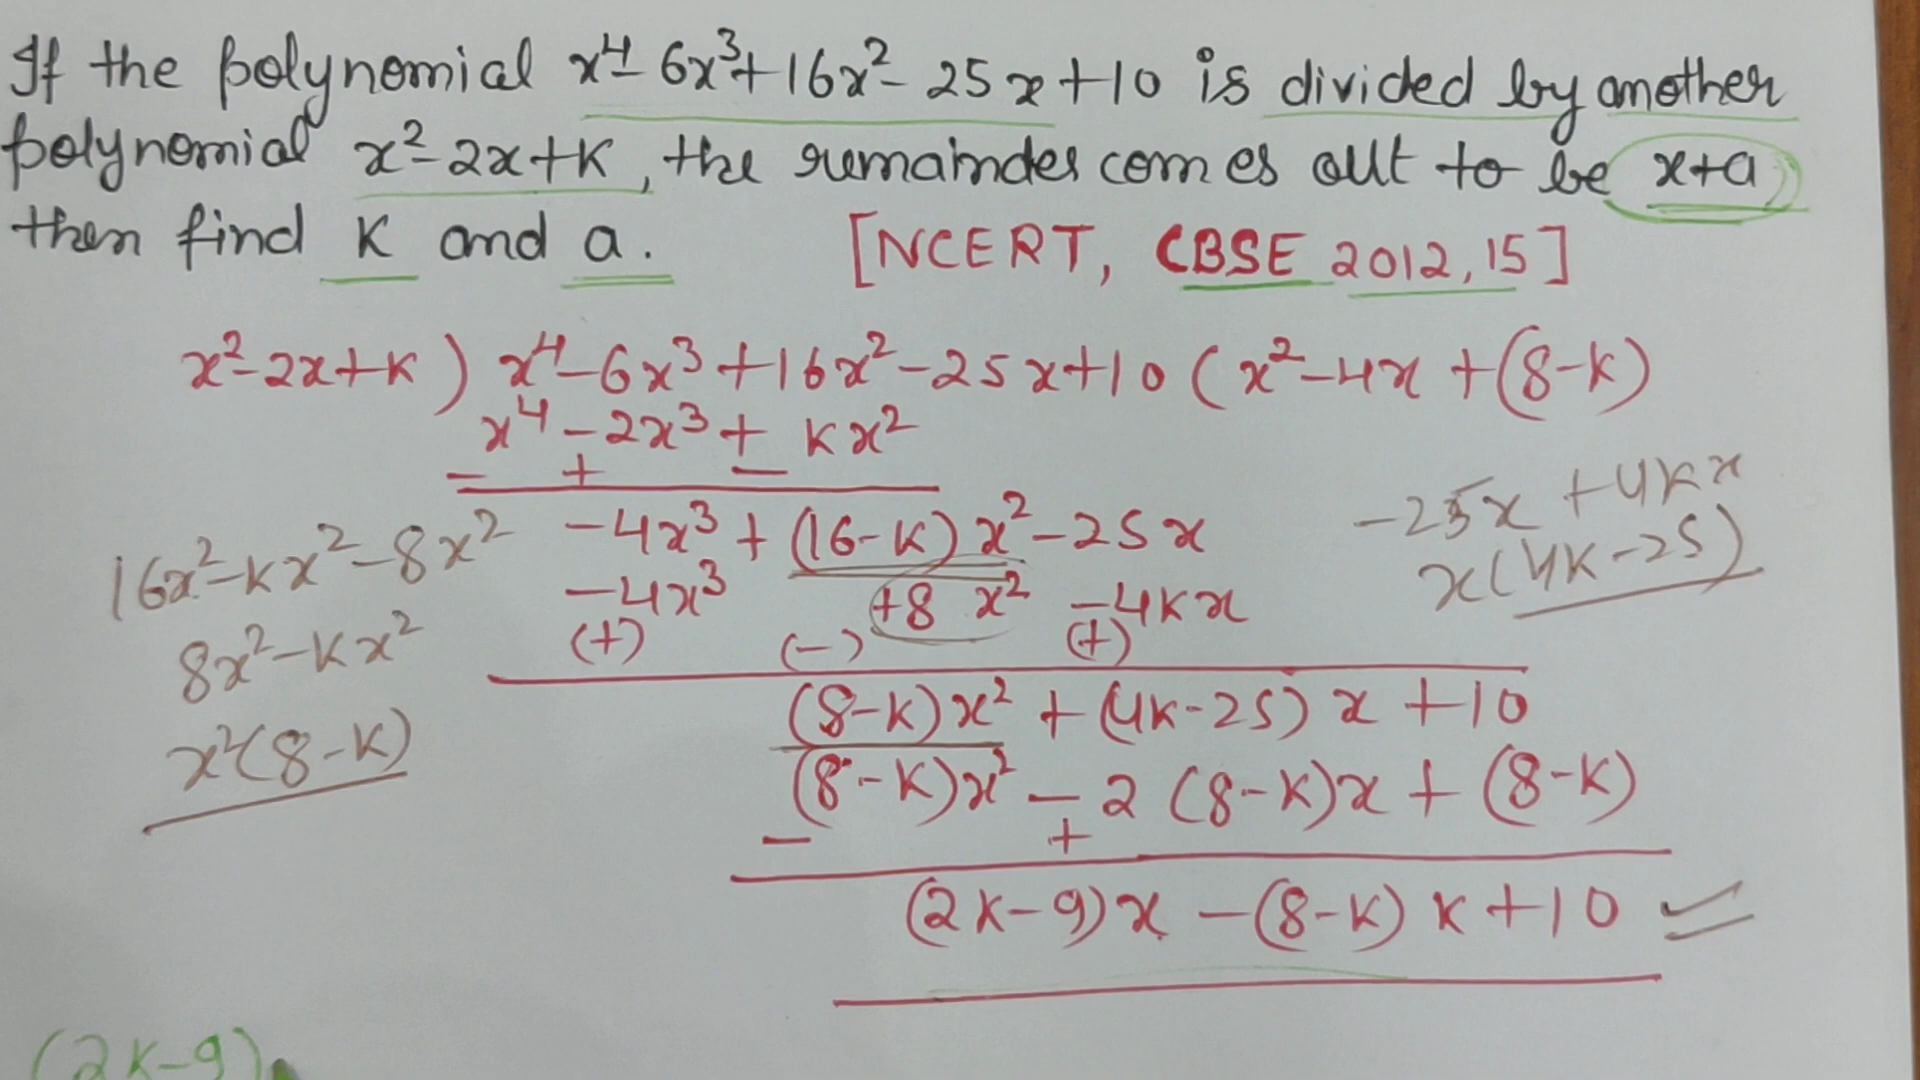 If the polynomial x⁴-6x³+16x²-25x+10 is divided by another
polynomial x²-2x+k, the remainder comes out to be x+a
then find k and a. [NCERT, CBSE 2012,15]
x²-2x+k ) x⁴-6x³+16x²-25x+10 ( x²-4x+(8-k)
x⁴-2x³+kx²
- + -
-4x³+(16-k)x²-25x
-4x³ +8x² -4kx
(+) (-) (+)
(8-k)x²+(4k-25)x+10
(8-k)x²-2(8-k)x+(8-k)
- +
(2k-9)x-(8-k)k+10
16x²-kx²-8x²
8x²-kx²
x²(8-k)
-25x+4kx
x(4k-25)
(2k-9)